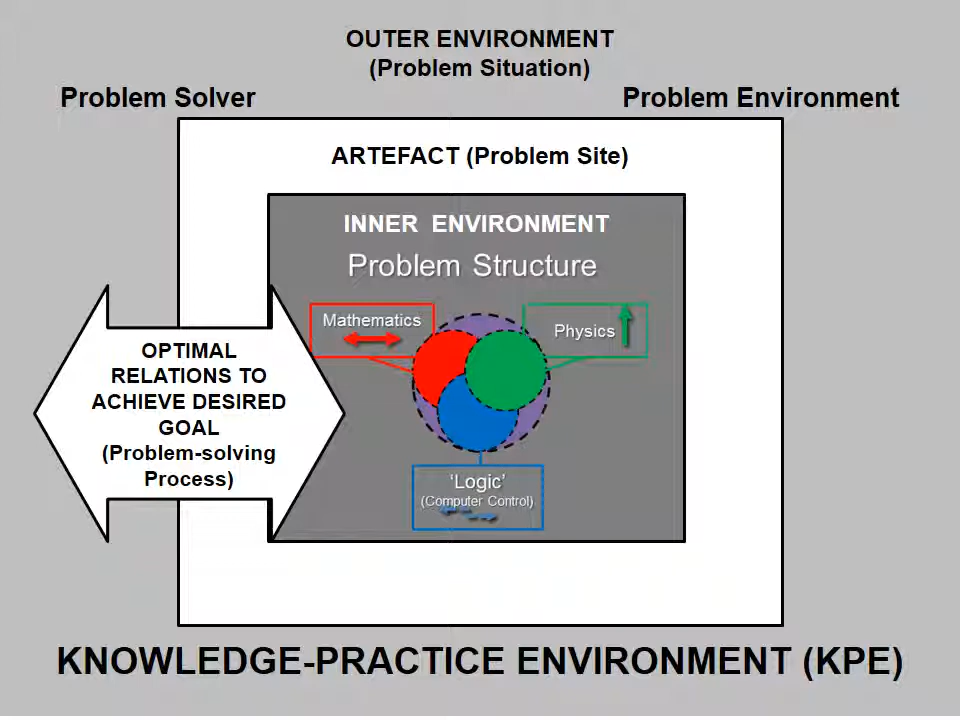 OUTER ENVIRONMENT
(Problem Situation)
Problem Solver
Problem Environment
ARTEFACT (Problem Site)
INNER ENVIRONMENT
Problem Structure
Mathematics
Physics
OPTIMAL
RELATIONS TO
ACHIEVE DESIRED
GOAL
(Problem-solving
Process)
‘Logic’
(Computer Control)
KNOWLEDGE-PRACTICE ENVIRONMENT (KPE)